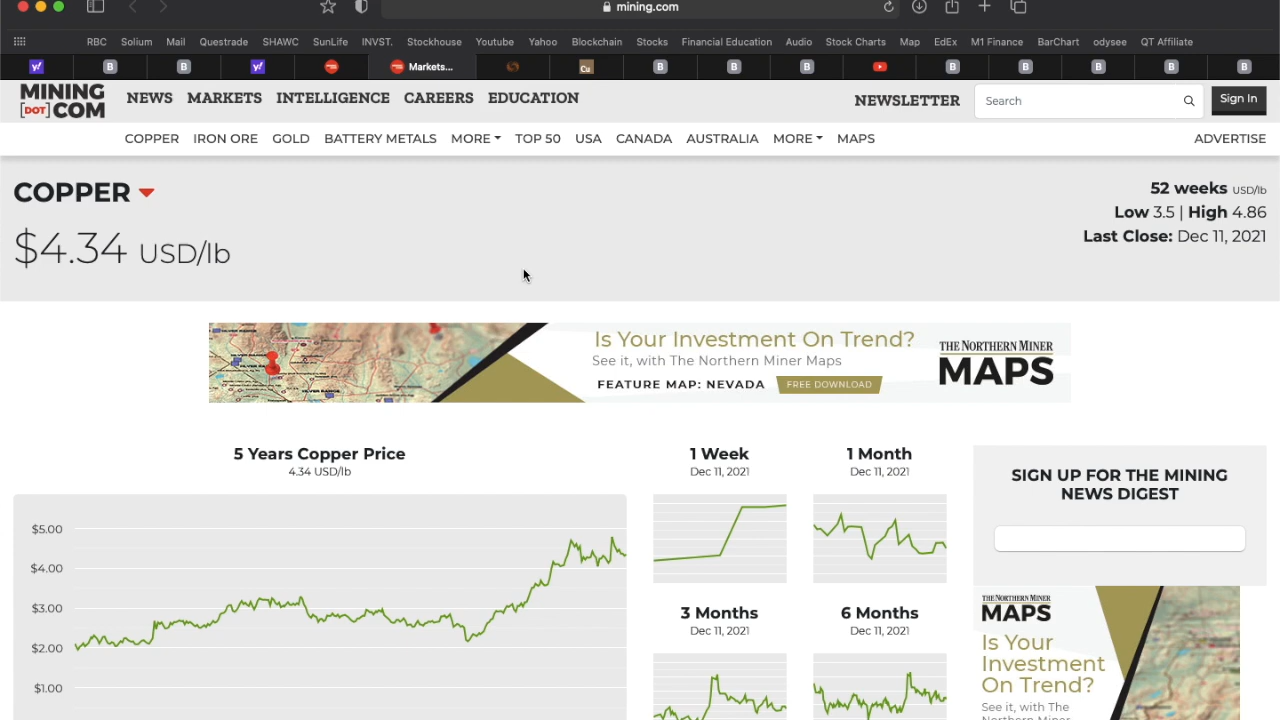 mining.com
RBC Solium Mail Questrade SHAWC SunLife INVST. Stockhouse Youtube Yahoo Blockchain Stocks Financial Education Audio Stock Charts Map EdEx M1 Finance BarChart odysee QT Affiliate
y! B B y! Markets... Cu B B B B B B B B
MINING
[DOT] COM
NEWS MARKETS INTELLIGENCE CAREERS EDUCATION
NEWSLETTER
Search
Sign In
COPPER IRON ORE GOLD BATTERY METALS MORE TOP 50 USA CANADA AUSTRALIA MORE MAPS ADVERTISE
COPPER
$4.34 USD/lb
52 weeks USD/lb
Low 3.5 | High 4.86
Last Close: Dec 11, 2021
Is Your Investment On Trend?
See it, with The Northern Miner Maps
FEATURE MAP: NEVADA FREE DOWNLOAD
THE NORTHERN MINER
MAPS
5 Years Copper Price
4.34 USD/lb
$5.00
$4.00
$3.00
$2.00
$1.00
1 Week
Dec 11, 2021
1 Month
Dec 11, 2021
3 Months
Dec 11, 2021
6 Months
Dec 11, 2021
SIGN UP FOR THE MINING
NEWS DIGEST
THE NORTHERN MINER
MAPS
Is Your
Investment
On Trend?
See it, with